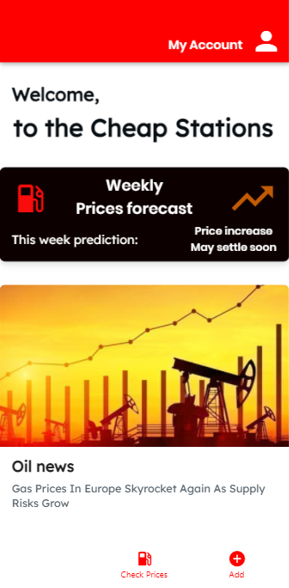 My Account
Welcome,
to the Cheap Stations
Weekly
Prices forecast
This week prediction:
Price increase
May settle soon
Oil news
Gas Prices In Europe Skyrocket Again As Supply
Risks Grow
Check Prices
Add